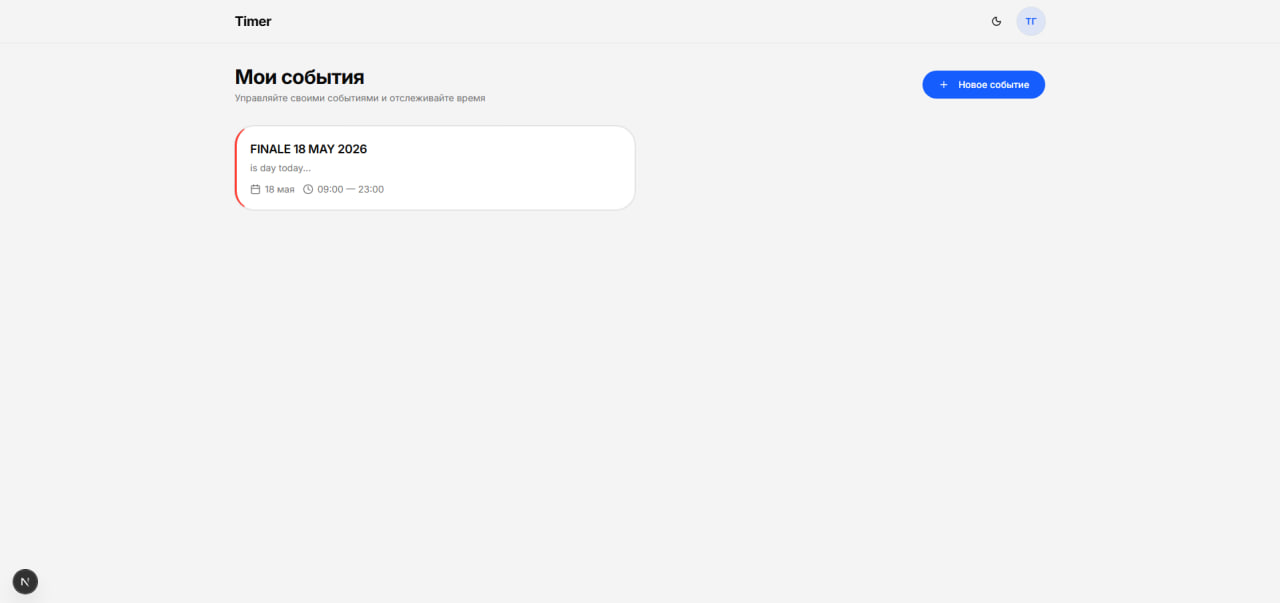 Timer
ТГ
Мои события
Управляйте своими событиями и отслеживайте время
+ Новое событие
FINALE 18 MAY 2026
is day today...
18 мая 09:00 — 23:00
N